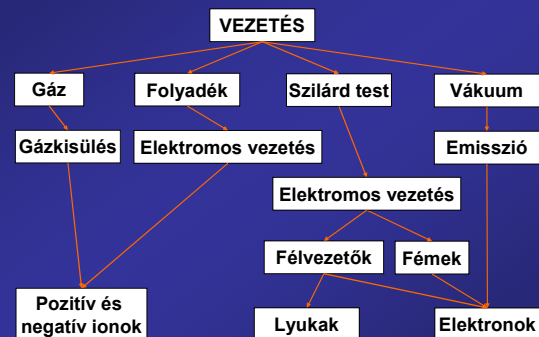 VEZETÉS
Gáz
Folyadék
Szilárd test
Vákuum
Gázkisülés
Elektromos vezetés
Emisszió
Elektromos vezetés
Félvezetők
Fémek
Pozitív és
negatív ionok
Lyukak
Elektronok